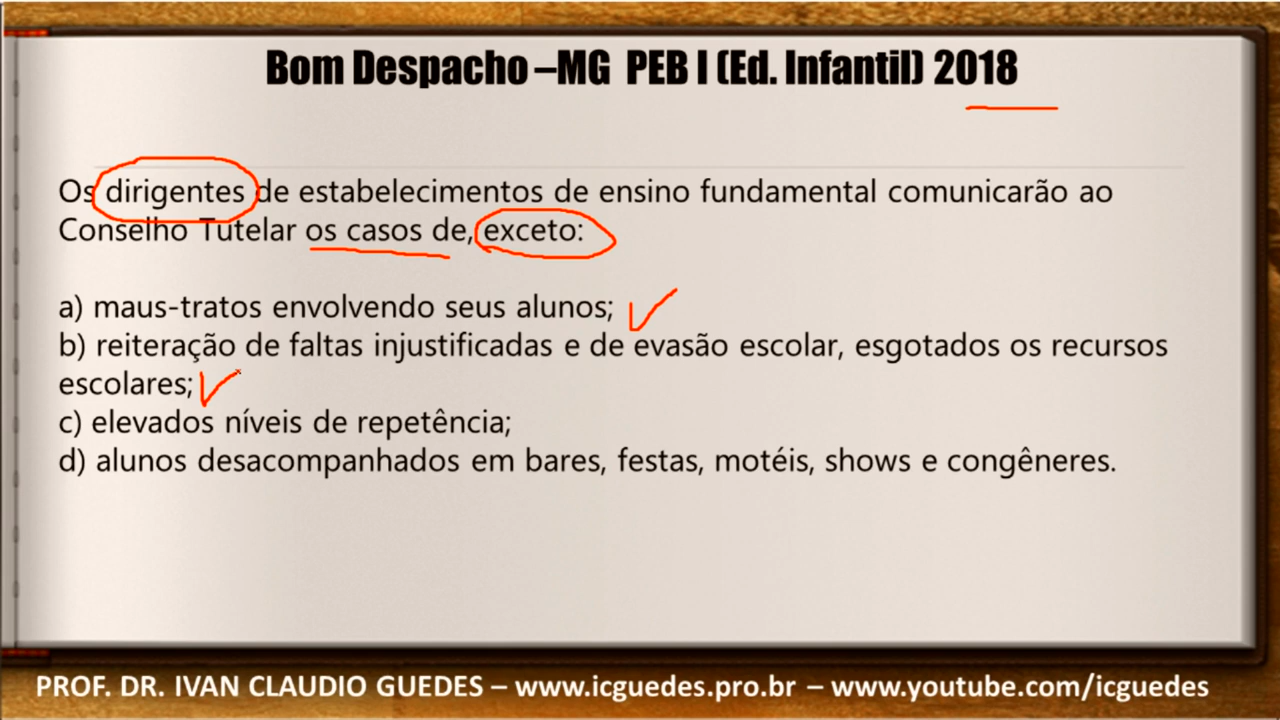 Bom Despacho –MG PEB I (Ed. Infantil) 2018
Os dirigentes de estabelecimentos de ensino fundamental comunicarão ao
Conselho Tutelar os casos de, exceto:
a) maus-tratos envolvendo seus alunos;
b) reiteração de faltas injustificadas e de evasão escolar, esgotados os recursos
escolares;
c) elevados níveis de repetência;
d) alunos desacompanhados em bares, festas, motéis, shows e congêneres.
PROF. DR. IVAN CLAUDIO GUEDES – www.icguedes.pro.br – www.youtube.com/icguedes